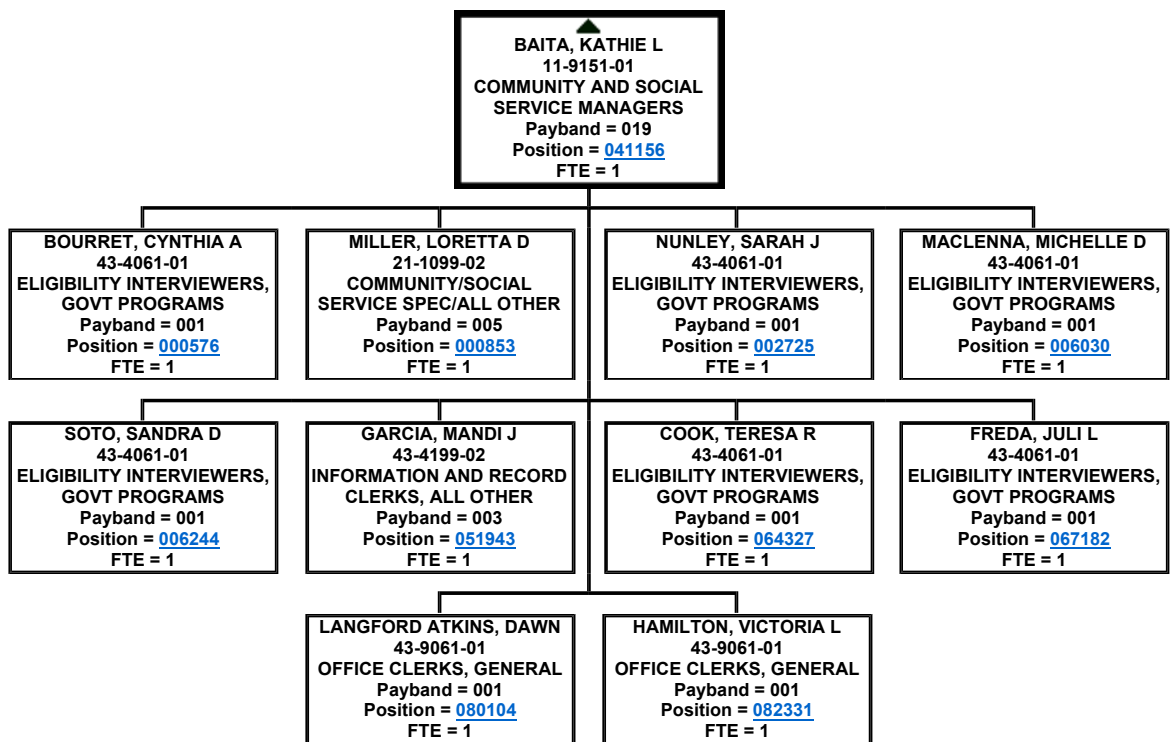 BAITA, KATHIE L
11-9151-01
COMMUNITY AND SOCIAL
SERVICE MANAGERS
Payband = 019
Position = 041156
FTE = 1
BOURRET, CYNTHIA A
43-4061-01
ELIGIBILITY INTERVIEWERS,
GOVT PROGRAMS
Payband = 001
Position = 000576
FTE = 1
MILLER, LORETTA D
21-1099-02
COMMUNITY/SOCIAL
SERVICE SPEC/ALL OTHER
Payband = 005
Position = 000853
FTE = 1
NUNLEY, SARAH J
43-4061-01
ELIGIBILITY INTERVIEWERS,
GOVT PROGRAMS
Payband = 001
Position = 002725
FTE = 1
MACLENNA, MICHELLE D
43-4061-01
ELIGIBILITY INTERVIEWERS,
GOVT PROGRAMS
Payband = 001
Position = 006030
FTE = 1
SOTO, SANDRA D
43-4061-01
ELIGIBILITY INTERVIEWERS,
GOVT PROGRAMS
Payband = 001
Position = 006244
FTE = 1
GARCIA, MANDI J
43-4199-02
INFORMATION AND RECORD
CLERKS, ALL OTHER
Payband = 003
Position = 051943
FTE = 1
COOK, TERESA R
43-4061-01
ELIGIBILITY INTERVIEWERS,
GOVT PROGRAMS
Payband = 001
Position = 064327
FTE = 1
FREDA, JULI L
43-4061-01
ELIGIBILITY INTERVIEWERS,
GOVT PROGRAMS
Payband = 001
Position = 067182
FTE = 1
LANGFORD ATKINS, DAWN
43-9061-01
OFFICE CLERKS, GENERAL
Payband = 001
Position = 080104
FTE = 1
HAMILTON, VICTORIA L
43-9061-01
OFFICE CLERKS, GENERAL
Payband = 001
Position = 082331
FTE = 1